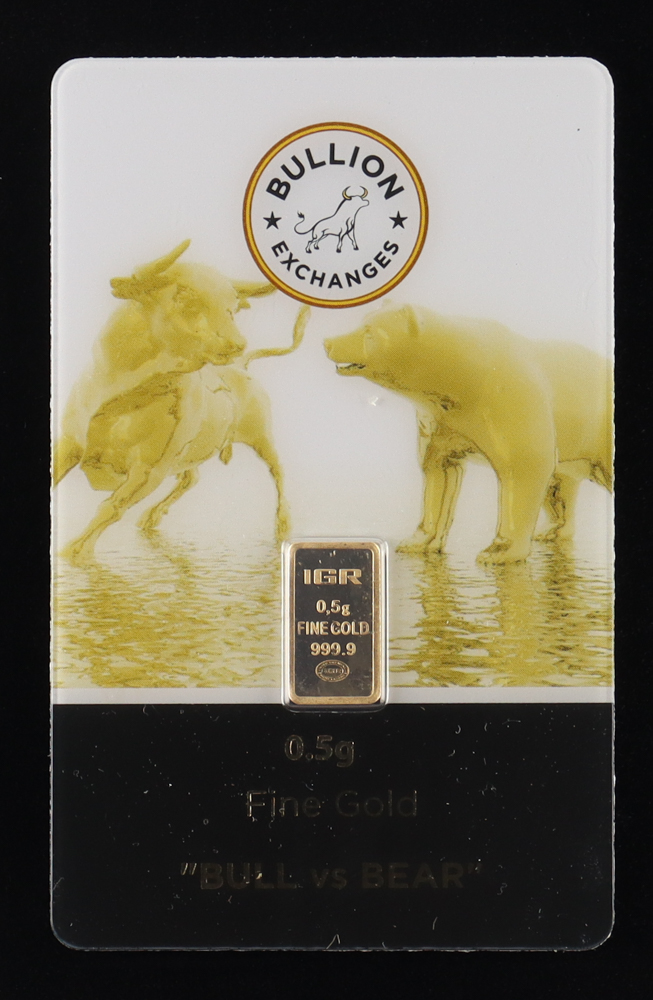 BULLION
EXCHANGES
IGR
0,5g
FINE GOLD
999.9
0.5g
Fine Gold
"BULL vs BEAR"